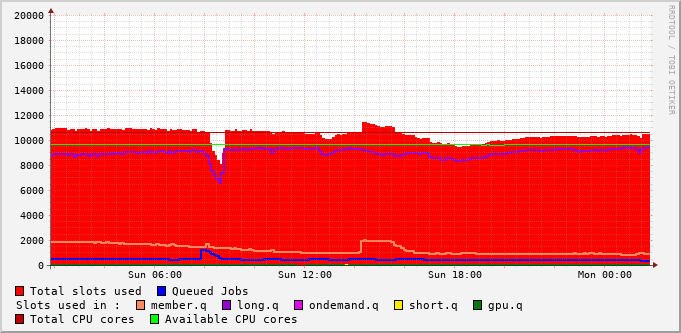 20000
18000
16000
14000
12000
10000
8000
6000
4000
2000
0
Sun 06:00 Sun 12:00 Sun 18:00 Mon 00:00
Total slots used Queued Jobs
Slots used in : member.q long.q ondemand.q short.q gpu.q
Total CPU cores Available CPU cores
RRDTOOL / TOBI OETIKER